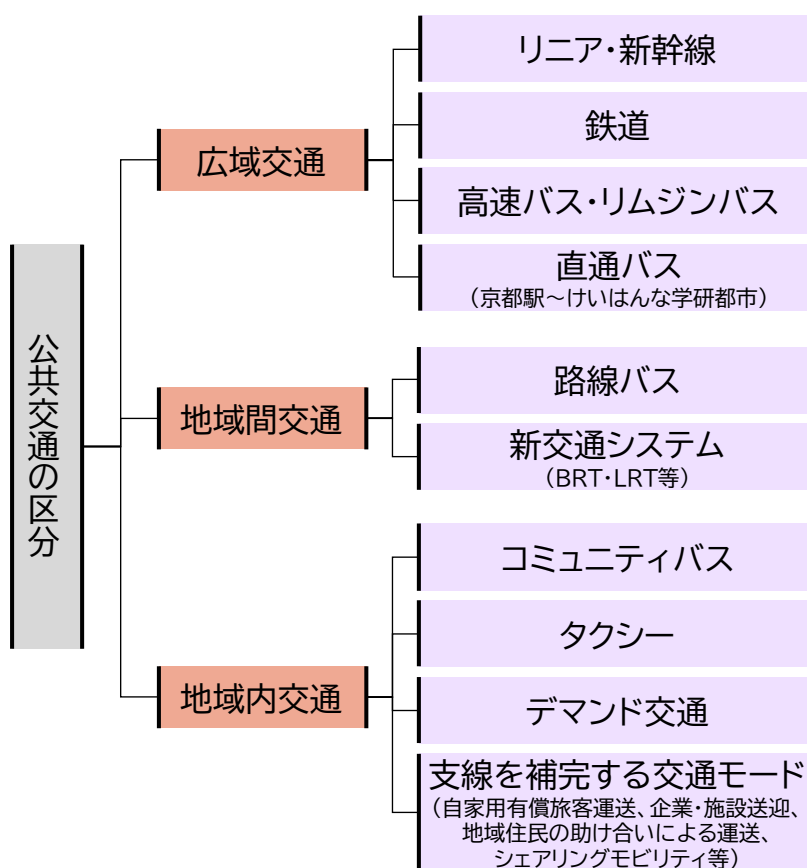 公共交通の区分
広域交通
リニア・新幹線
鉄道
高速バス・リムジンバス
直通バス
（京都駅～けいはんな学研都市）
地域間交通
路線バス
新交通システム
（BRT・LRT等）
地域内交通
コミュニティバス
タクシー
デマンド交通
支線を補完する交通モード
（自家用有償旅客運送、企業・施設送迎、
地域住民の助け合いによる運送、
シェアリングモビリティ等）